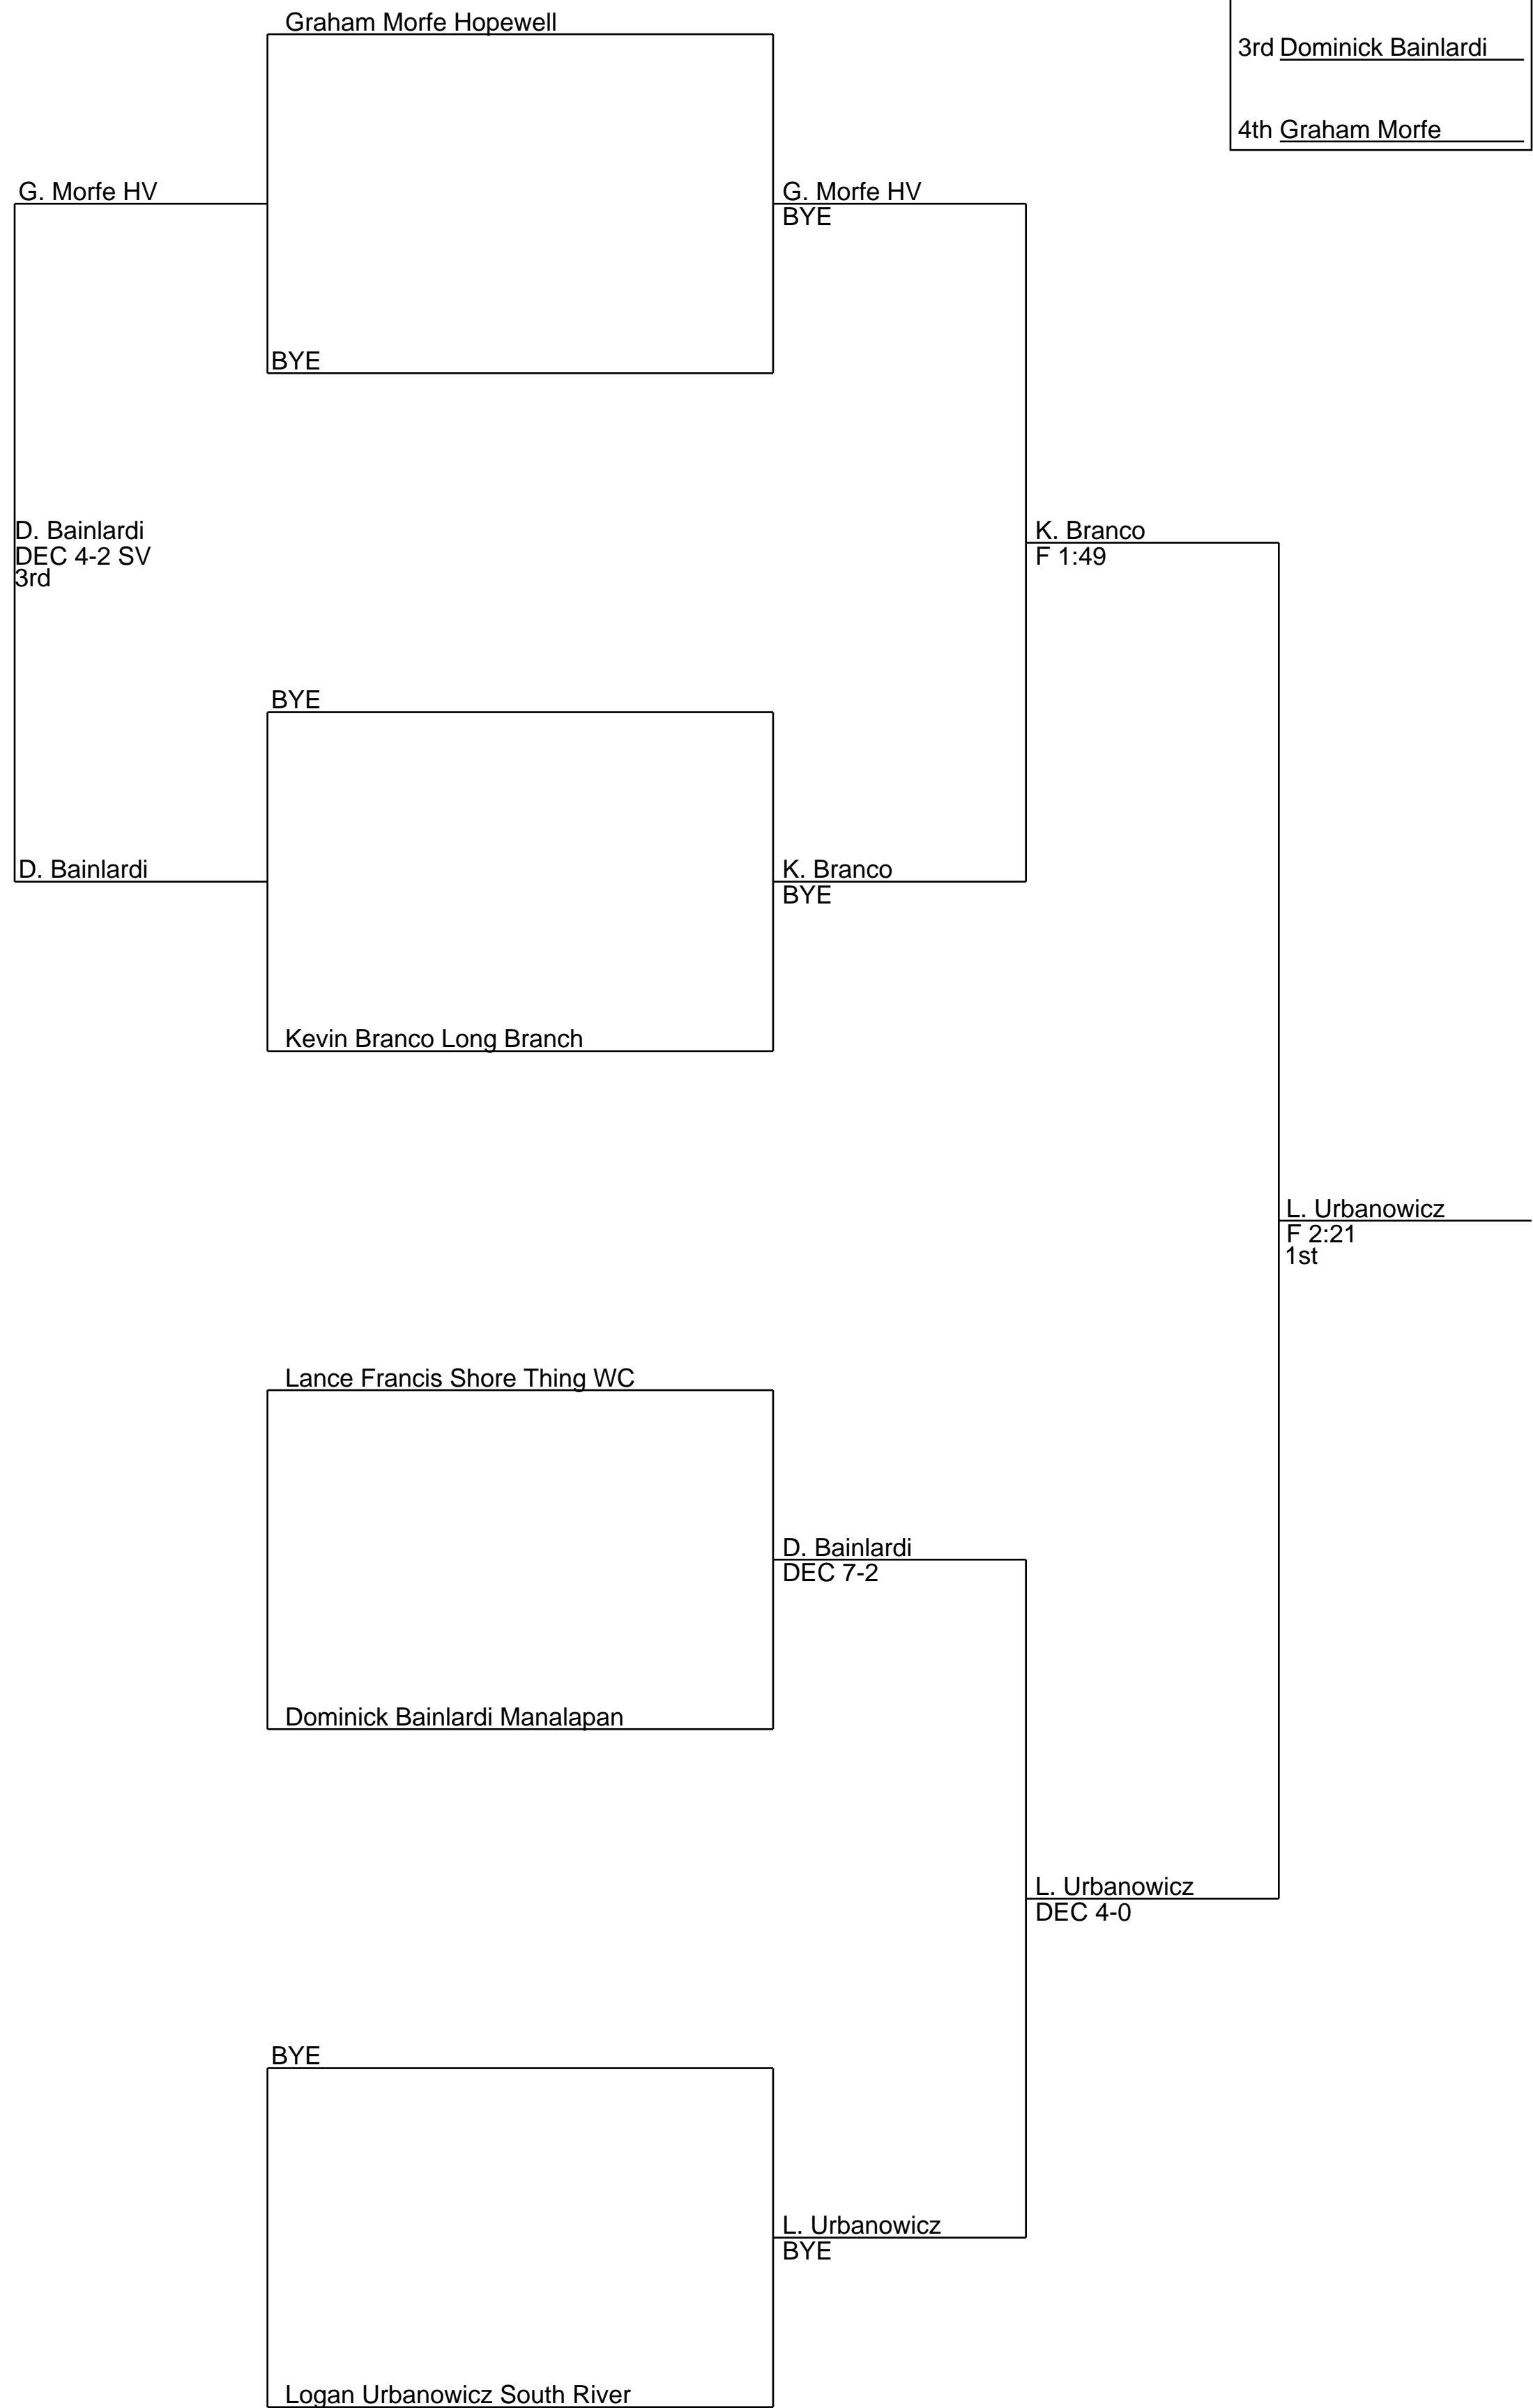 Graham Morfe Hopewell
3rd Dominick Bainlardi
4th Graham Morfe
G. Morfe HV
G. Morfe HV
BYE
BYE
D. Bainlardi
DEC 4-2 SV
3rd
K. Branco
F 1:49
BYE
D. Bainlardi
K. Branco
BYE
Kevin Branco Long Branch
L. Urbanowicz
F 2:21
1st
Lance Francis Shore Thing WC
D. Bainlardi
DEC 7-2
Dominick Bainlardi Manalapan
L. Urbanowicz
DEC 4-0
BYE
L. Urbanowicz
BYE
Logan Urbanowicz South River